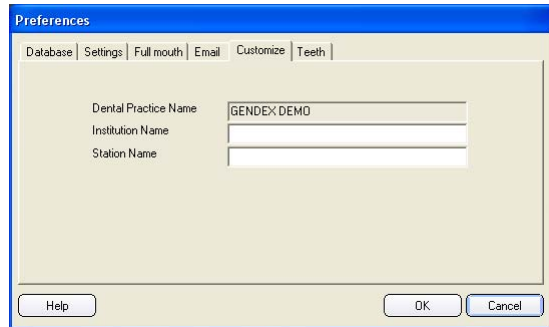 Preferences
Database Settings Full mouth Email Customize Teeth
Dental Practice Name GENDEX DEMO
Institution Name
Station Name
Help OK Cancel